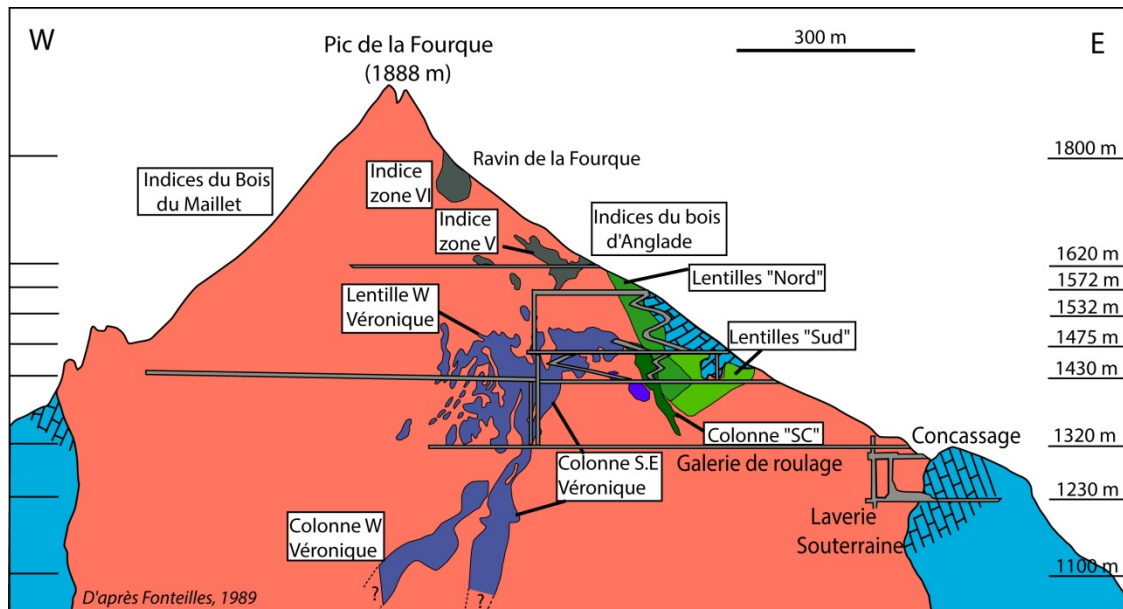 W
Pic de la Fourque
(1888 m)
300 m
E
1800 m
Ravin de la Fourque
Indice
zone VI
Indices du Bois
du Maillet
Indice
zone V
Indices du bois
d'Anglade
1620 m
Lentilles "Nord"
1572 m
Lentille W
Véronique
1532 m
Lentilles "Sud"
1475 m
1430 m
Colonne "SC"
Concassage
1320 m
Galerie de roulage
Colonne S.E
Véronique
1230 m
Laverie
Souterraine
Colonne W
Véronique
1100 m
?
?
D'après Fonteilles, 1989